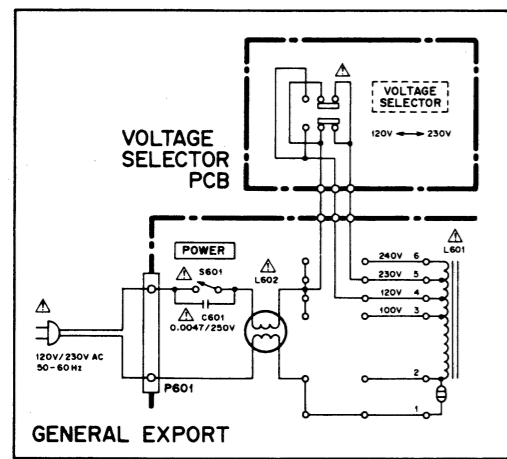 VOLTAGE
SELECTOR
120V ↔ 230V
VOLTAGE
SELECTOR
PCB
POWER
S601
C601
0.0047/250V
L602
L601
240V 6
230V 5
120V 4
100V 3
2
1
120V/230V AC
50-60Hz
P601
GENERAL EXPORT